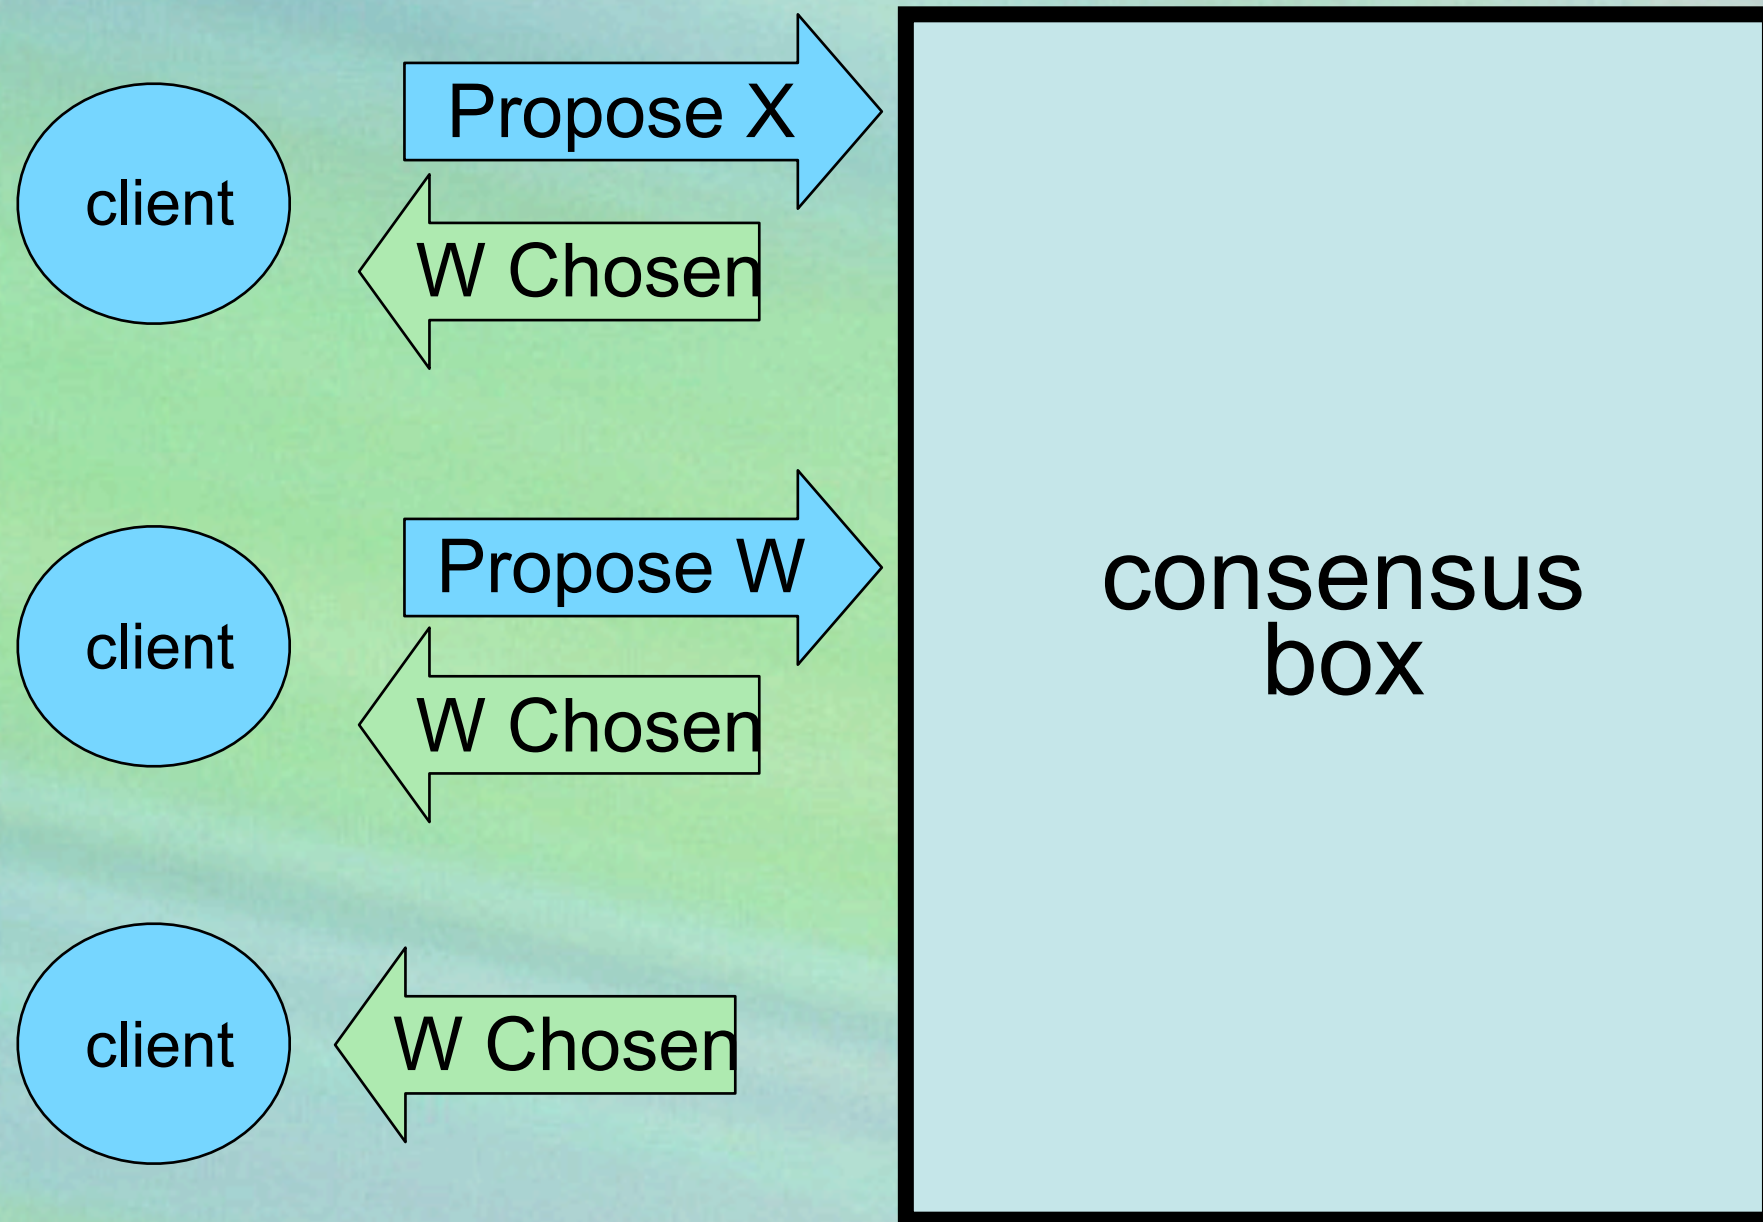 Propose X
client
W Chosen
Propose W
client
W Chosen
client
W Chosen
consensus
box